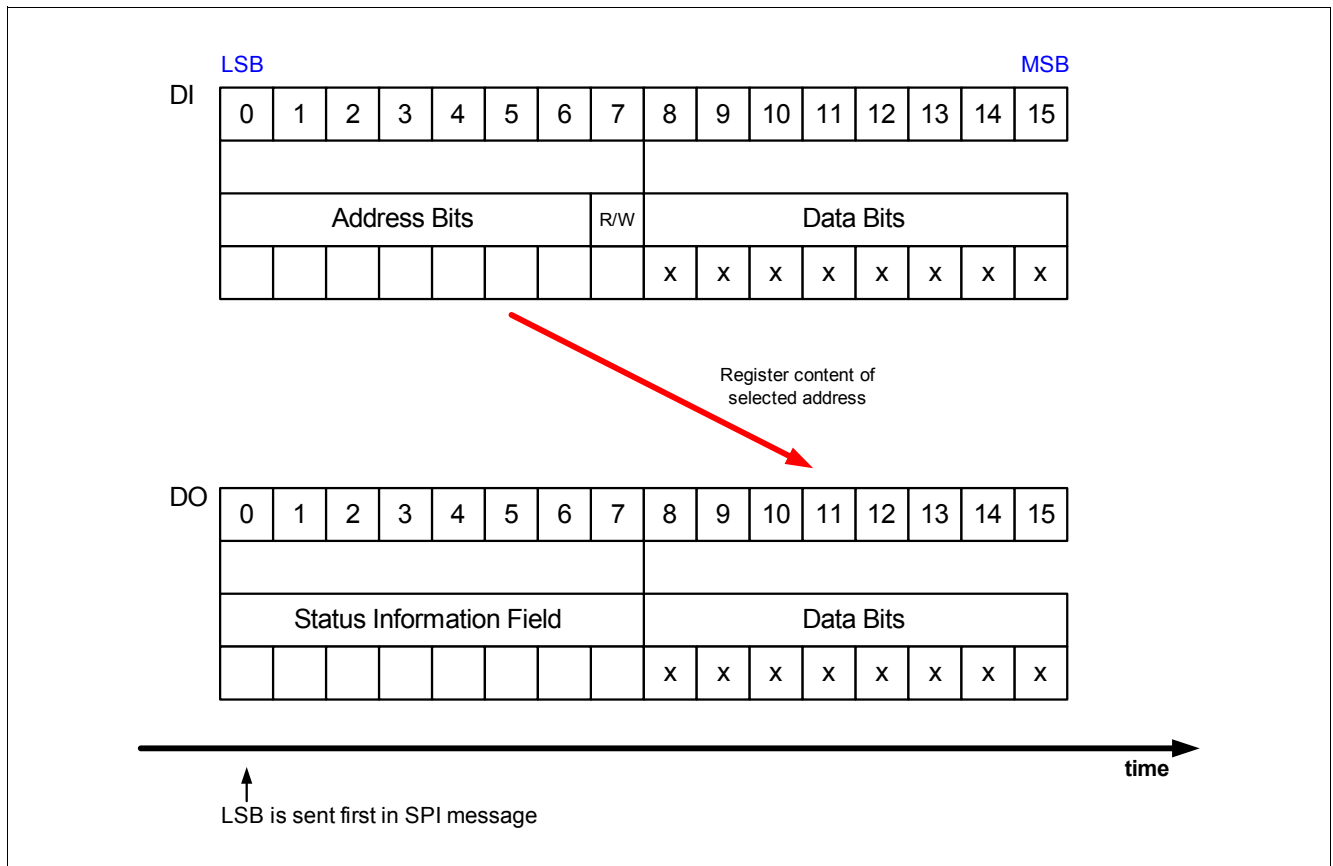 LSB MSB
DI
0 1 2 3 4 5 6 7 8 9 10 11 12 13 14 15
Address Bits R/W Data Bits
x x x x x x x x
Register content of
selected address
DO
0 1 2 3 4 5 6 7 8 9 10 11 12 13 14 15
Status Information Field Data Bits
x x x x x x x x
time
LSB is sent first in SPI message